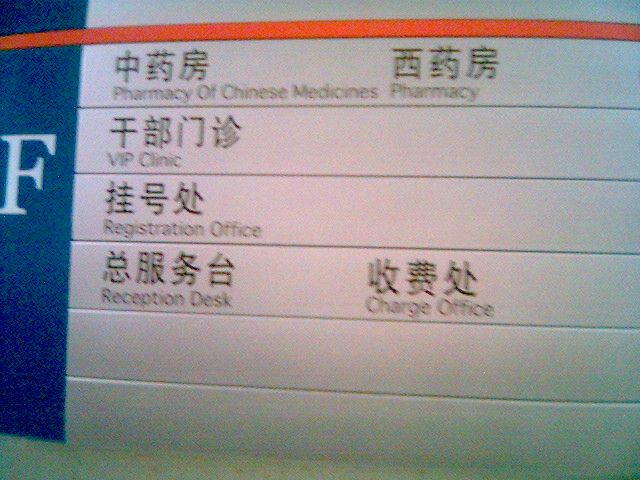 中药房 西药房
Pharmacy Of Chinese Medicines Pharmacy
干部门诊
VIP Clinic
F
挂号处
Registration Office
总服务台 收费处
Reception Desk Charge Office